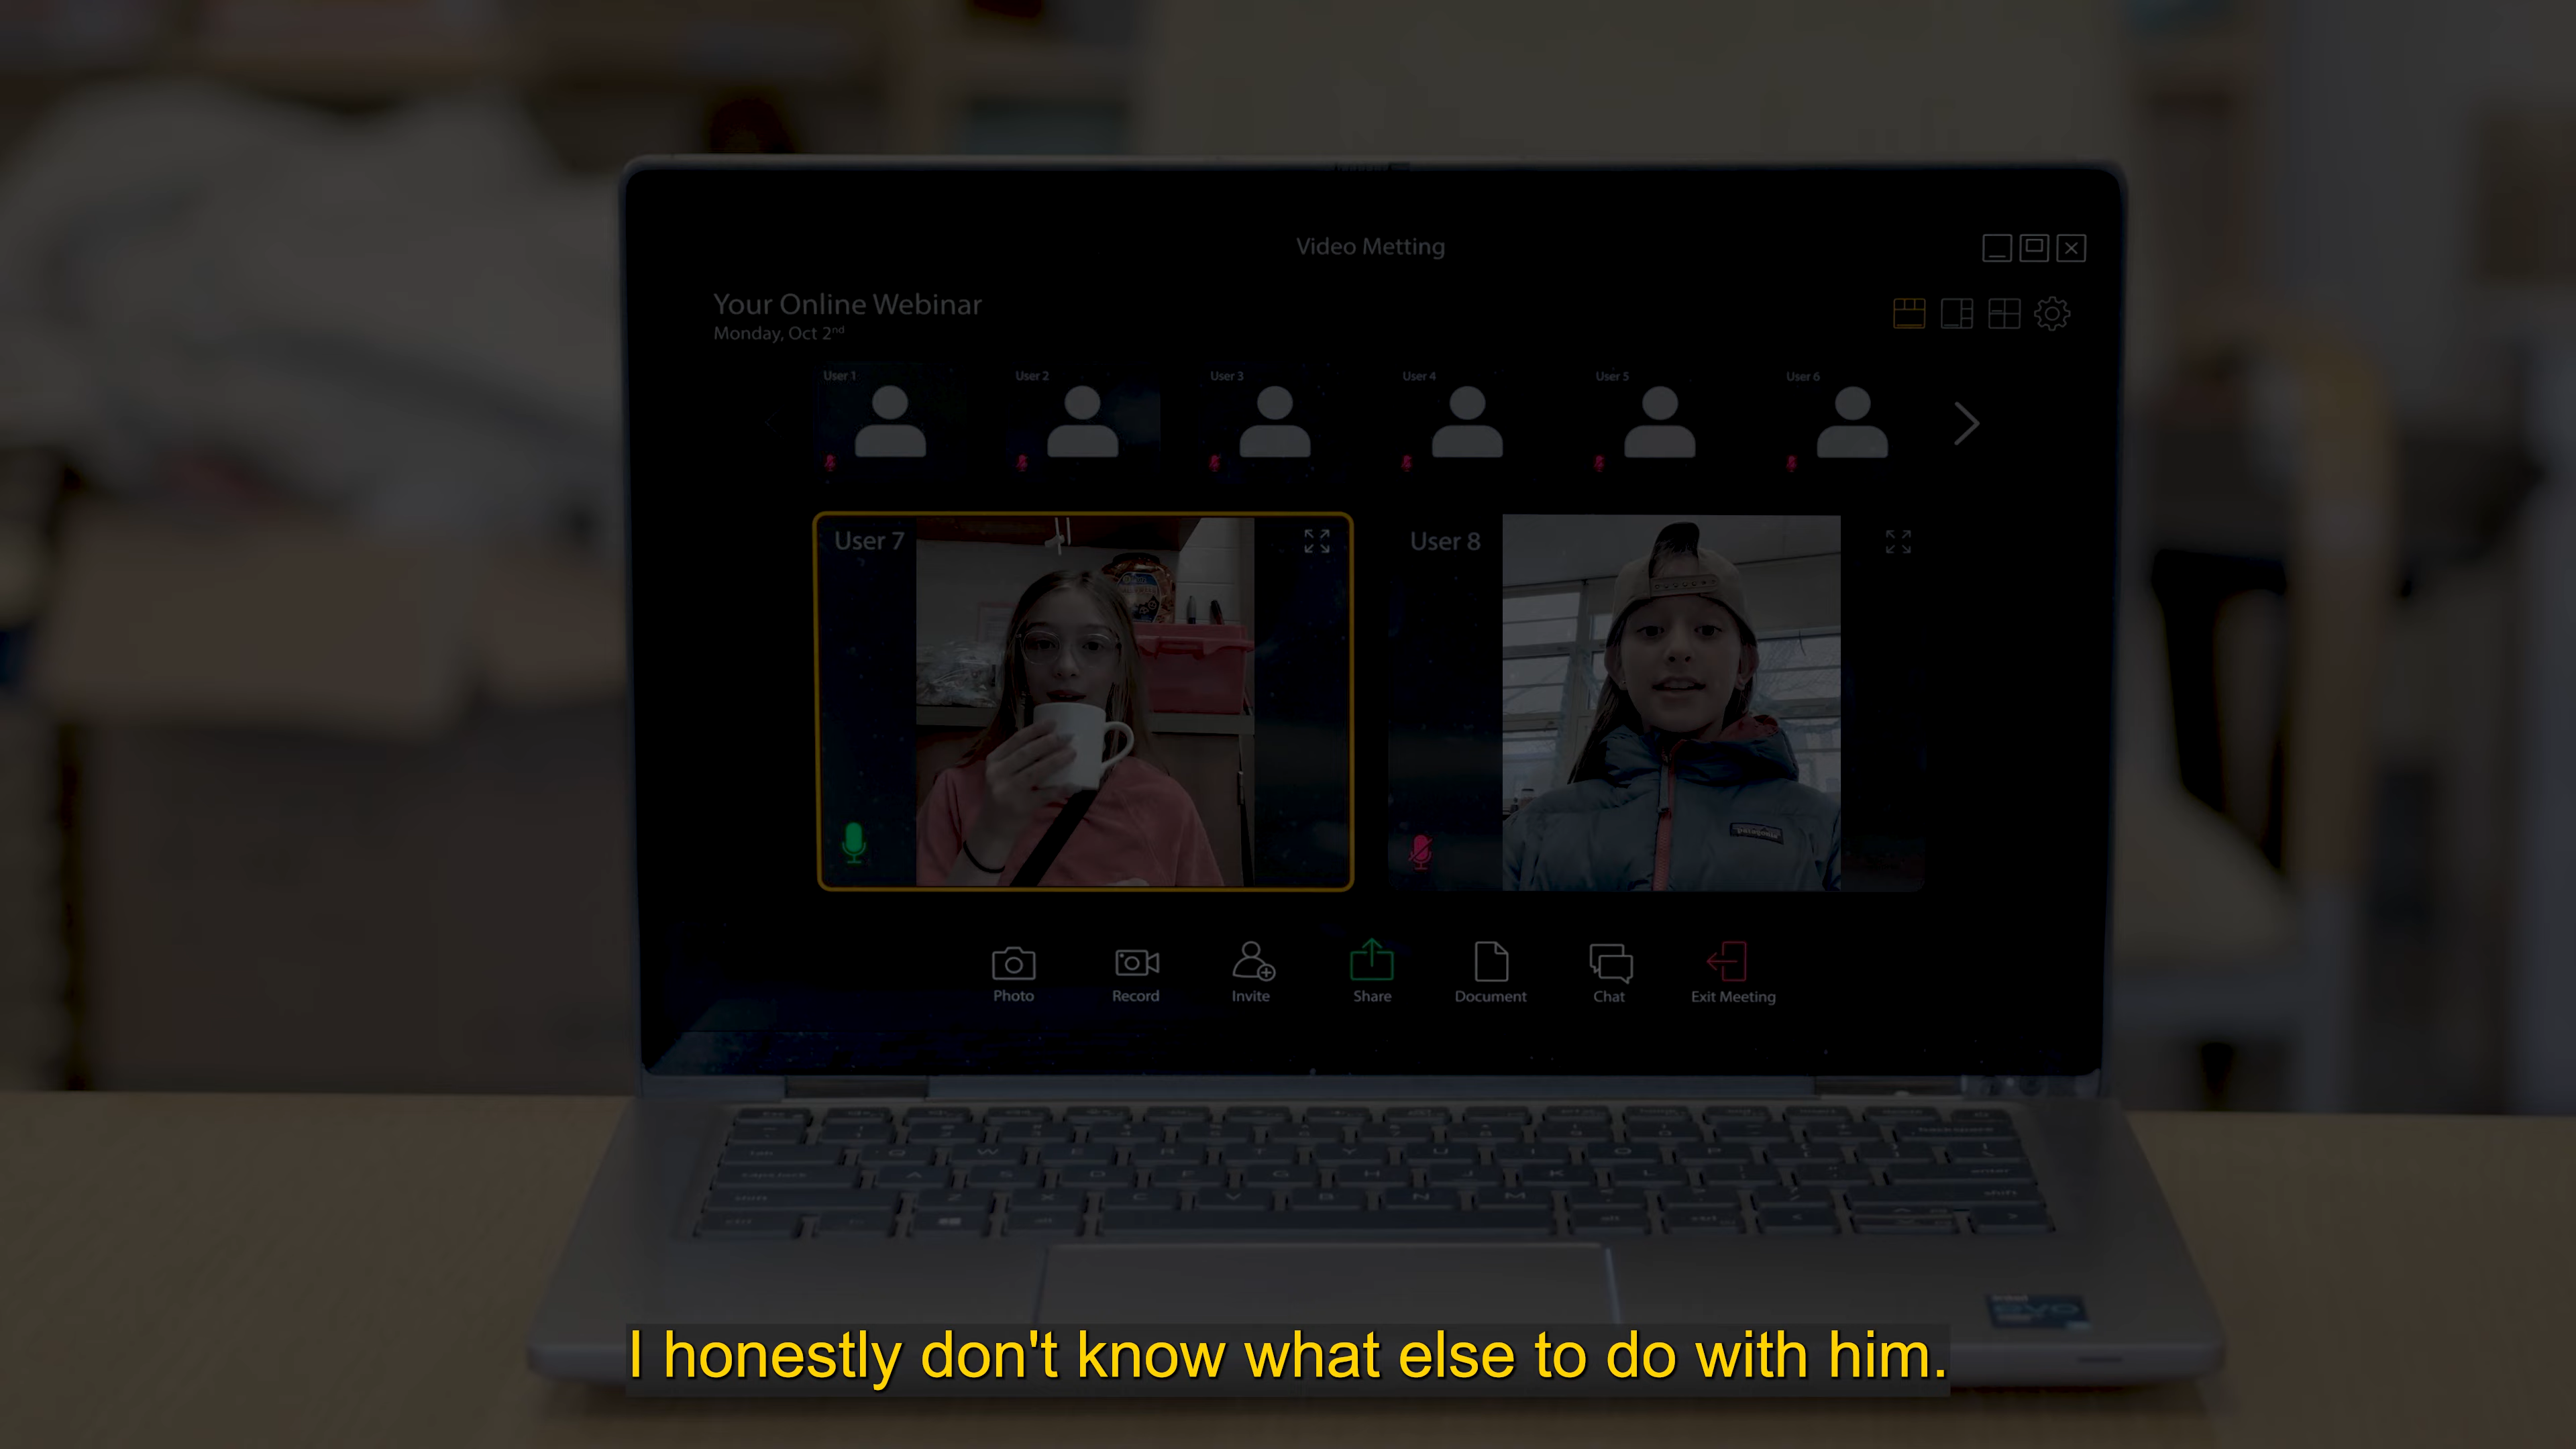 Video Metting
Your Online Webinar
Monday, Oct 2nd
User 1
User 2
User 3
User 4
User 5
User 6
User 7
User 8
patagonia
Photo
Record
Invite
Share
Document
Chat
Exit Meeting
Q W E R T Y U I O P
A S D F G H J K L
Z X C V B N M
evo
I honestly don't know what else to do with him.